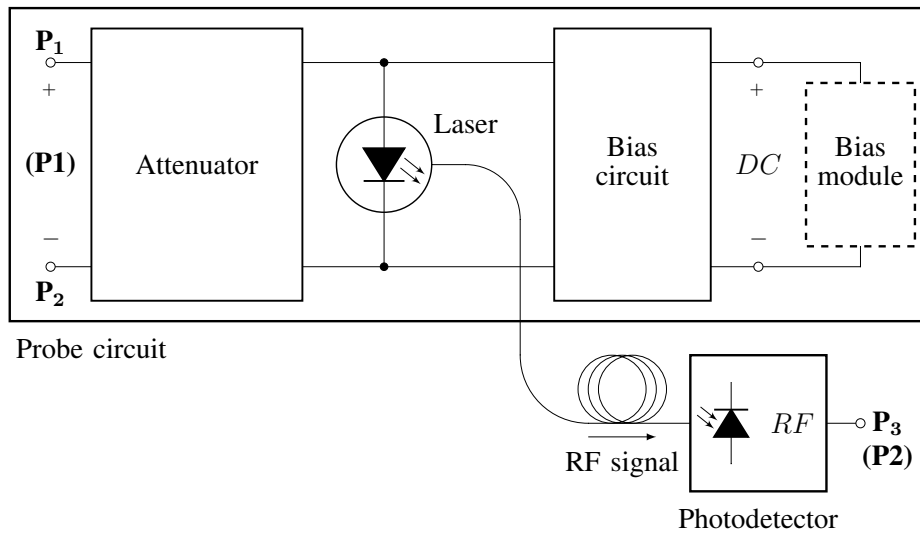 P₁
+
(P1)
−
P₂
Attenuator
Laser
Bias
circuit
+
DC
−
Bias
module
Probe circuit
RF signal
RF
P₃
(P2)
Photodetector